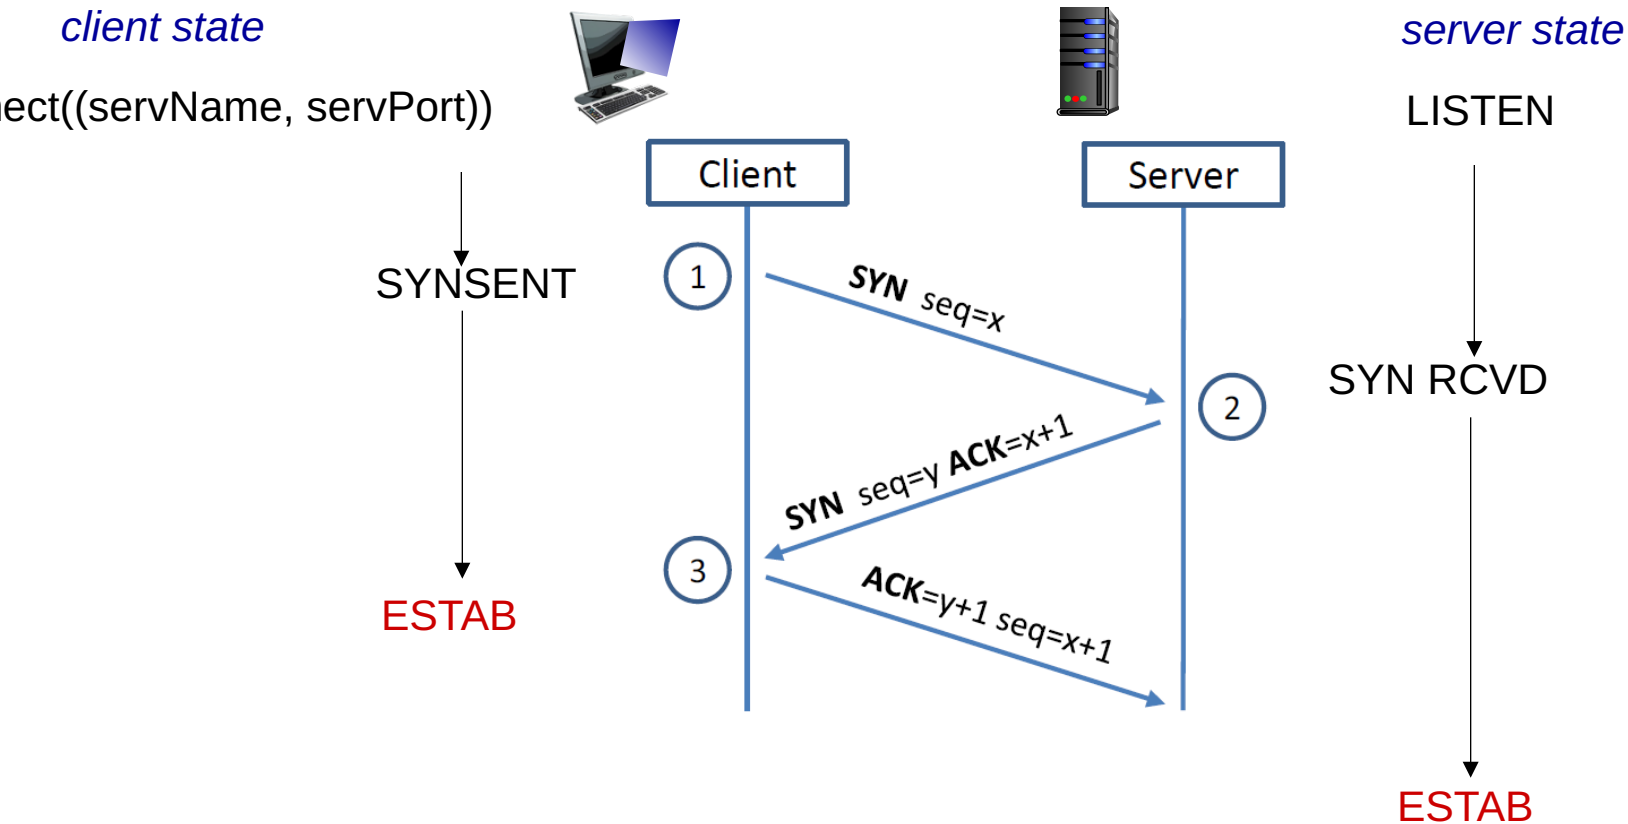 client state
server state
nect((servName, servPort))
LISTEN
Client
Server
SYNSENT
1
SYN seq=x
SYN RCVD
2
SYN seq=y ACK=x+1
3
ACK=y+1 seq=x+1
ESTAB
ESTAB